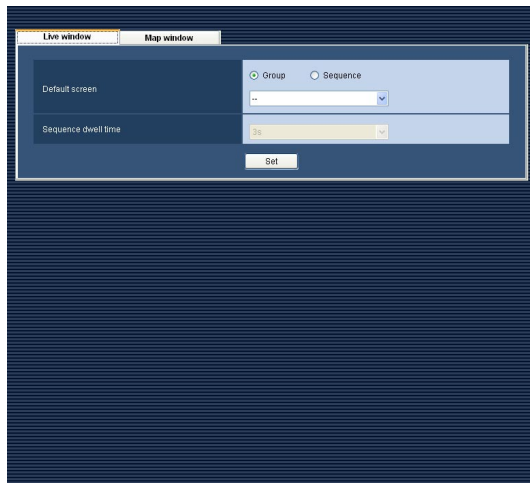 Live window Map window
Default screen
Group Sequence
--
Sequence dwell time
3s
Set